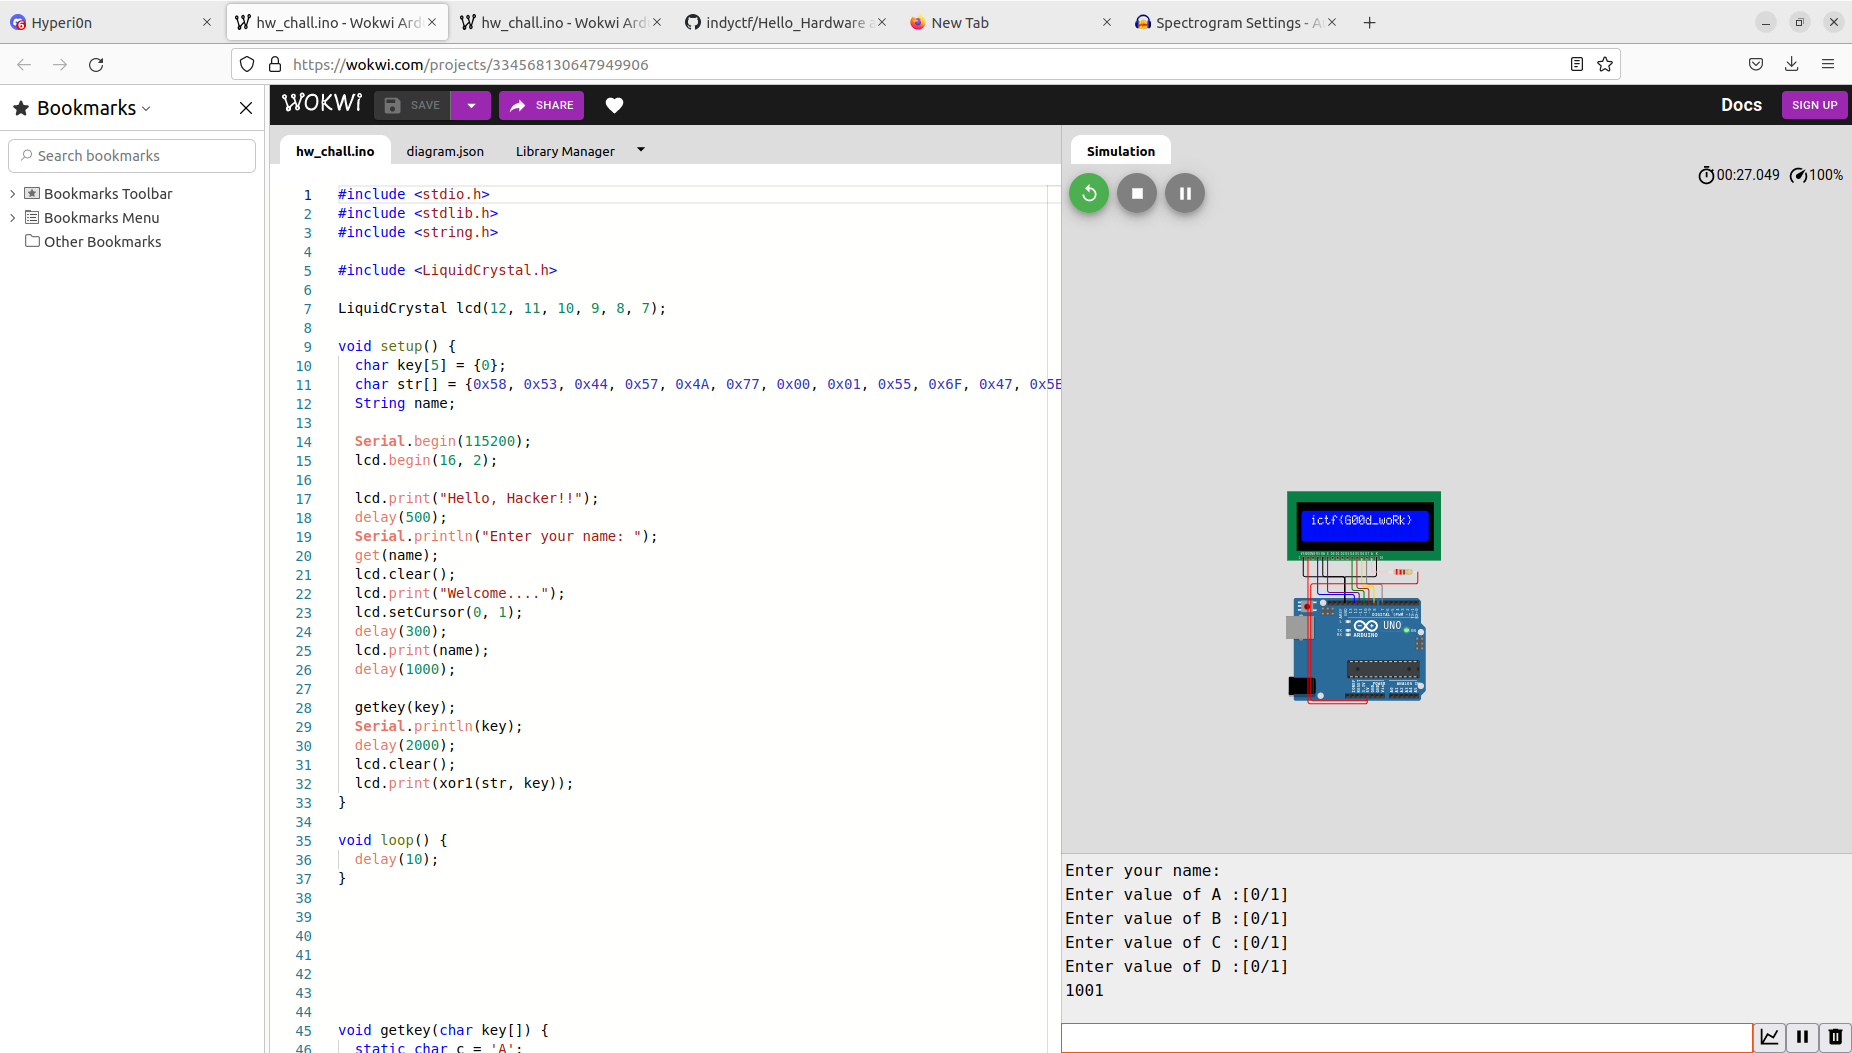 Hyperi0n
hw_chall.ino - Wokwi Ard
hw_chall.ino - Wokwi Ard
indyctf/Hello_Hardware a
New Tab
Spectrogram Settings - A
https://wokwi.com/projects/334568130647949906
Bookmarks
Search bookmarks
Bookmarks Toolbar
Bookmarks Menu
Other Bookmarks
WOKWI
SAVE
SHARE
Docs
SIGN UP
hw_chall.ino
diagram.json
Library Manager
1 #include <stdio.h>
2 #include <stdlib.h>
3 #include <string.h>
4
5 #include <LiquidCrystal.h>
6
7 LiquidCrystal lcd(12, 11, 10, 9, 8, 7);
8
9 void setup() {
10 char key[5] = {0};
11 char str[] = {0x58, 0x53, 0x44, 0x57, 0x4A, 0x77, 0x00, 0x01, 0x55, 0x6F, 0x47, 0x5E
12 String name;
13
14 Serial.begin(115200);
15 lcd.begin(16, 2);
16
17 lcd.print("Hello, Hacker!!");
18 delay(500);
19 Serial.println("Enter your name: ");
20 get(name);
21 lcd.clear();
22 lcd.print("Welcome....");
23 lcd.setCursor(0, 1);
24 delay(300);
25 lcd.print(name);
26 delay(1000);
27
28 getkey(key);
29 Serial.println(key);
30 delay(2000);
31 lcd.clear();
32 lcd.print(xor1(str, key));
33 }
34
35 void loop() {
36 delay(10);
37 }
38
39
40
41
42
43
44
45 void getkey(char key[]) {
46 static char c = 'A';
Simulation
00:27.049 100%
ictf{G00d_woRk}
UNO
ARDUINO
Enter your name:
Enter value of A :[0/1]
Enter value of B :[0/1]
Enter value of C :[0/1]
Enter value of D :[0/1]
1001